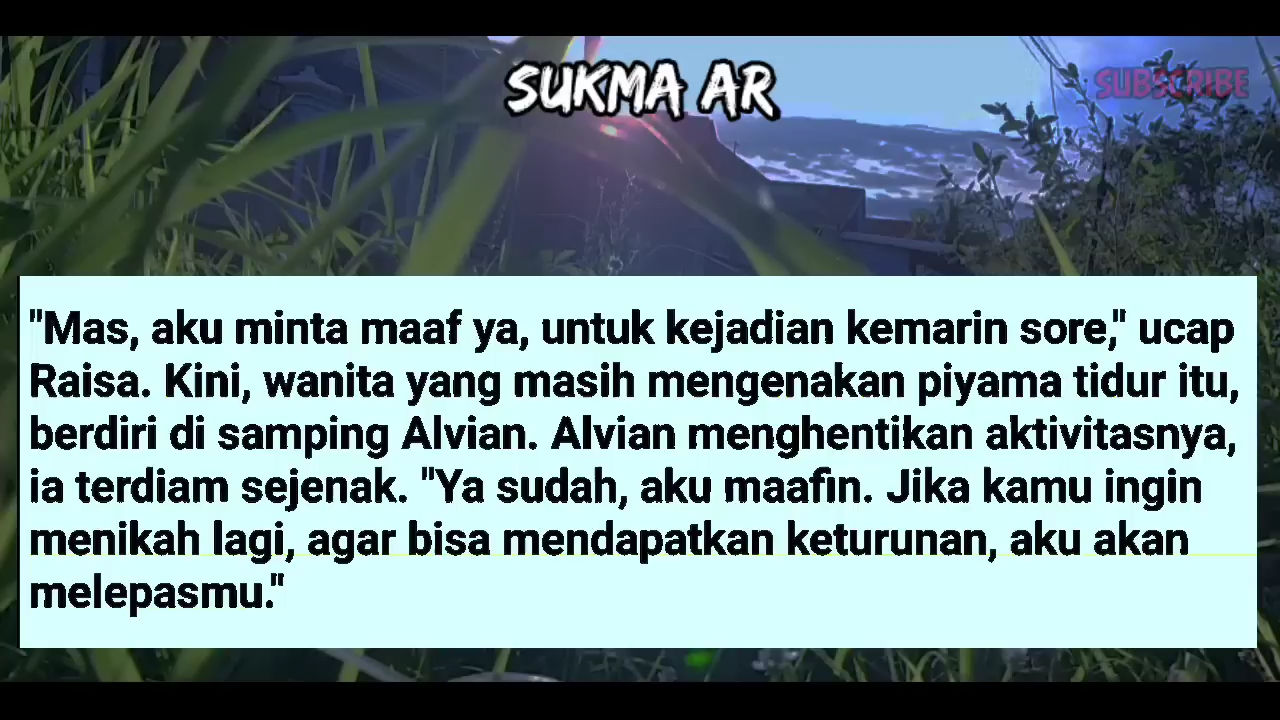 SUKMA AR
SUBSCRIBE
"Mas, aku minta maaf ya, untuk kejadian kemarin sore," ucap
Raisa. Kini, wanita yang masih mengenakan piyama tidur itu,
berdiri di samping Alvian. Alvian menghentikan aktivitasnya,
ia terdiam sejenak. "Ya sudah, aku maafin. Jika kamu ingin
menikah lagi, agar bisa mendapatkan keturunan, aku akan
melepasmu."